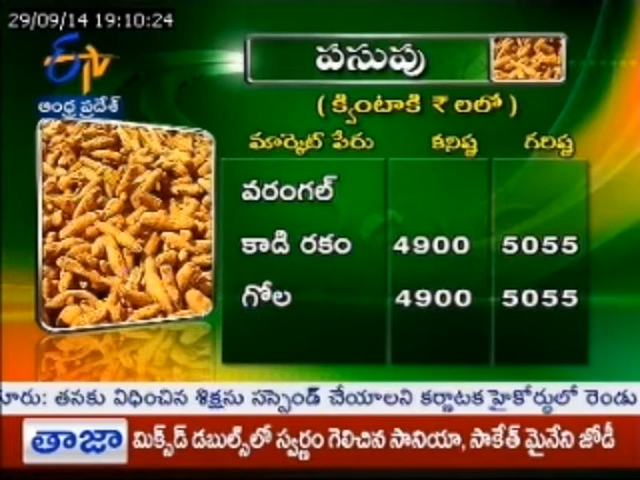 29/09/14 19:10:24
ఈtv
ఆంధ్ర ప్రదేశ్
పసుపు
( క్వింటాకి ₹ లలో )
మార్కెట్ పేరు కనిష్ఠ గరిష్ఠ
వరంగల్
కాడి రకం 4900 5055
గోల 4900 5055
తనకు విధించిన శిక్షను సస్పెండ్ చేయాలని కర్ణాటక హైకోర్టులో రెండు
తాజా మిక్స్‌డ్ డబుల్స్‌లో స్వర్ణం గెలిచిన సానియా, సాకేత్ మైనేని జోడీ